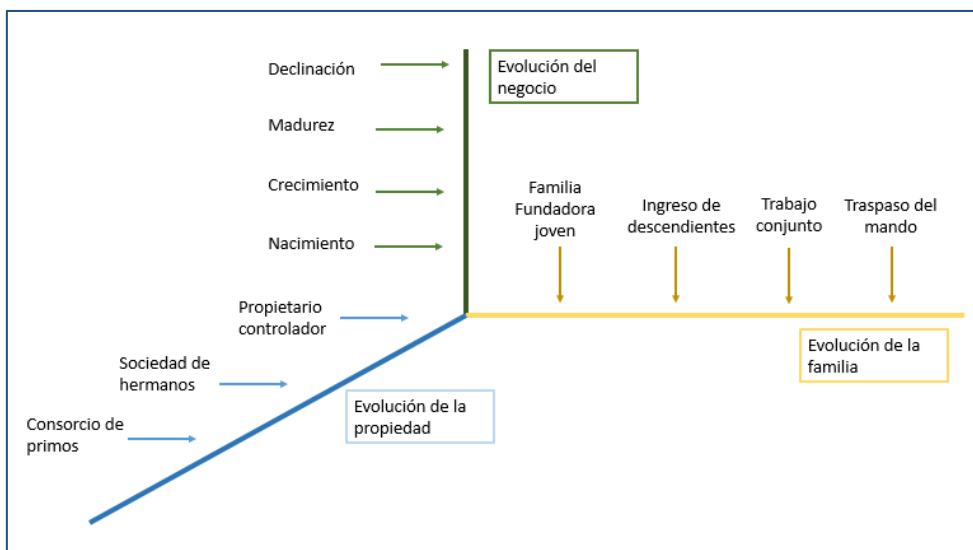 Declinación
Evolución del
negocio
Madurez
Crecimiento
Nacimiento
Familia
Fundadora
joven
Ingreso de
descendientes
Trabajo
conjunto
Traspaso del
mando
Propietario
controlador
Evolución de la
familia
Sociedad de
hermanos
Evolución de la
propiedad
Consorcio de
primos